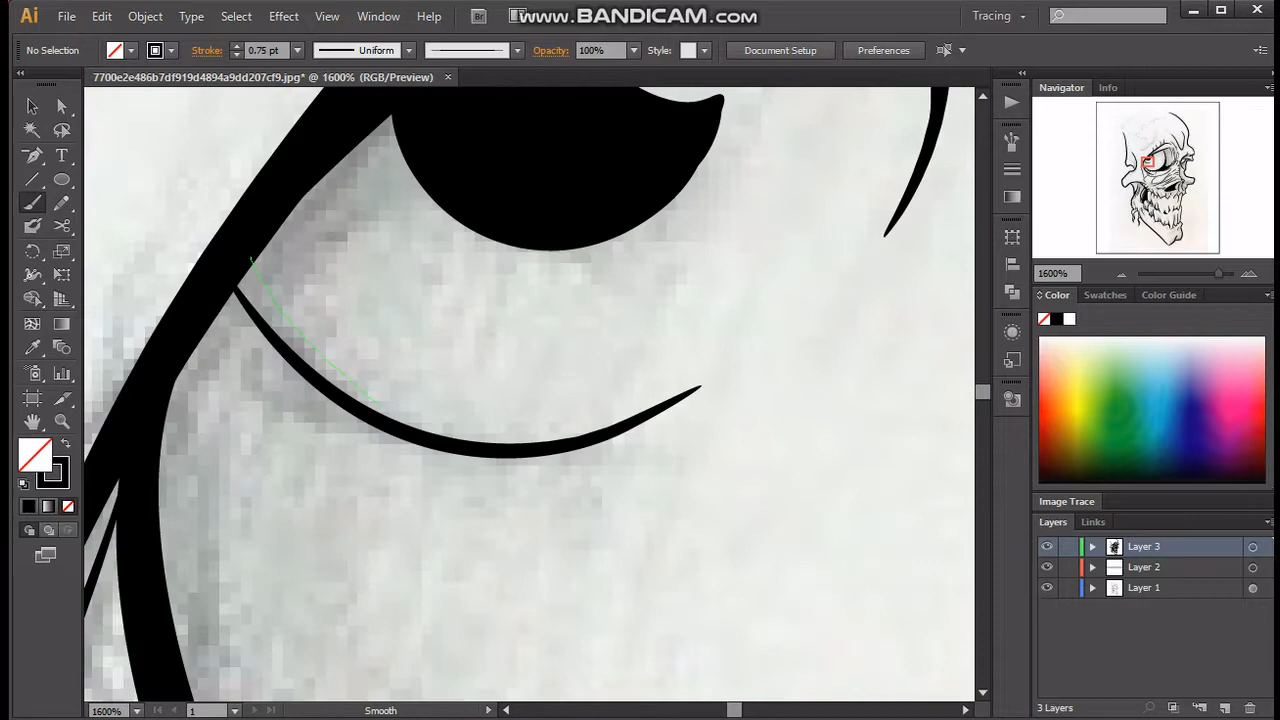 Ai File Edit Object Type Select Effect View Window Help Br www.BANDICAM.com Tracing
No Selection Stroke: 0.75 pt Uniform Opacity: 100% Style: Document Setup Preferences
7700e2e486b7df919d4894a9dd207cf9.jpg* @ 1600% (RGB/Preview)
Navigator Info
1600%
Color Swatches Color Guide
Image Trace
Layers Links
Layer 3
Layer 2
Layer 1
3 Layers
1600% 1 Smooth